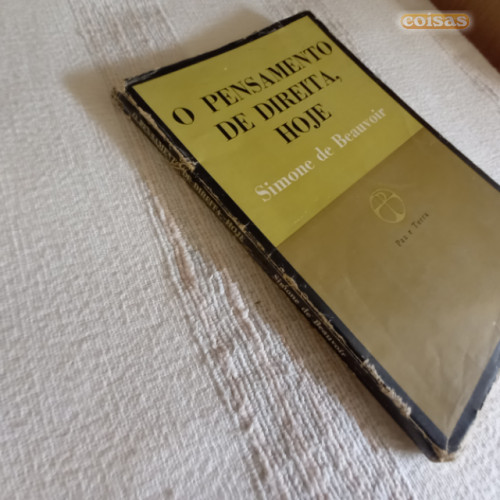 coisas
O PENSAMENTO
DE DIREITA,
HOJE
Simone de Beauvoir
Paz e Terra
O PENSAMENTO DE DIREITA, HOJE
Simone de Beauvoir